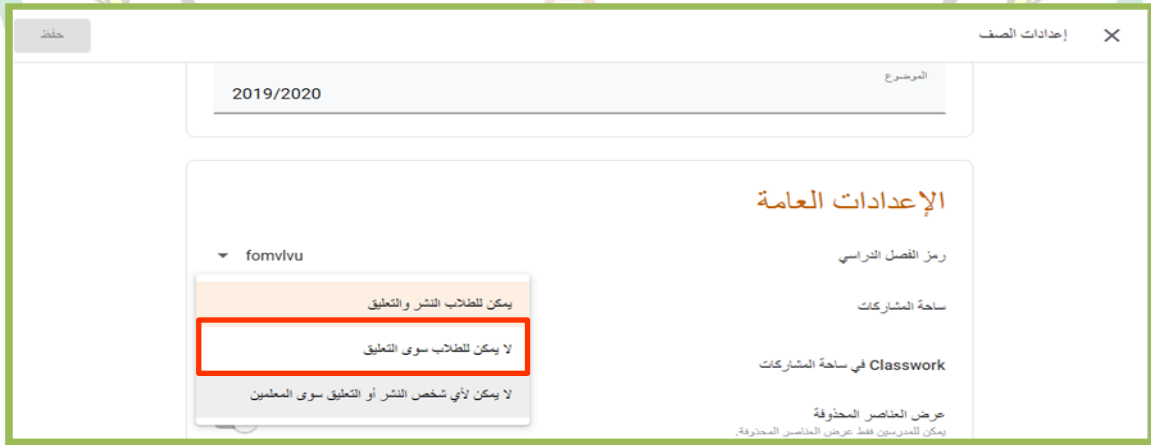 إعدادات الصف
حفظ
الموضوع
2019/2020
الإعدادات العامة
رمز الفصل الدراسي
fomvlvu
ساحة المشاركات
يمكن للطلاب النشر والتعليق
لا يمكن للطلاب سوى التعليق
لا يمكن لأي شخص النشر أو التعليق سوى المعلمين
Classwork في ساحة المشاركات
عرض العناصر المحذوفة
يمكن للمدرسين فقط عرض العناصر المحذوفة.